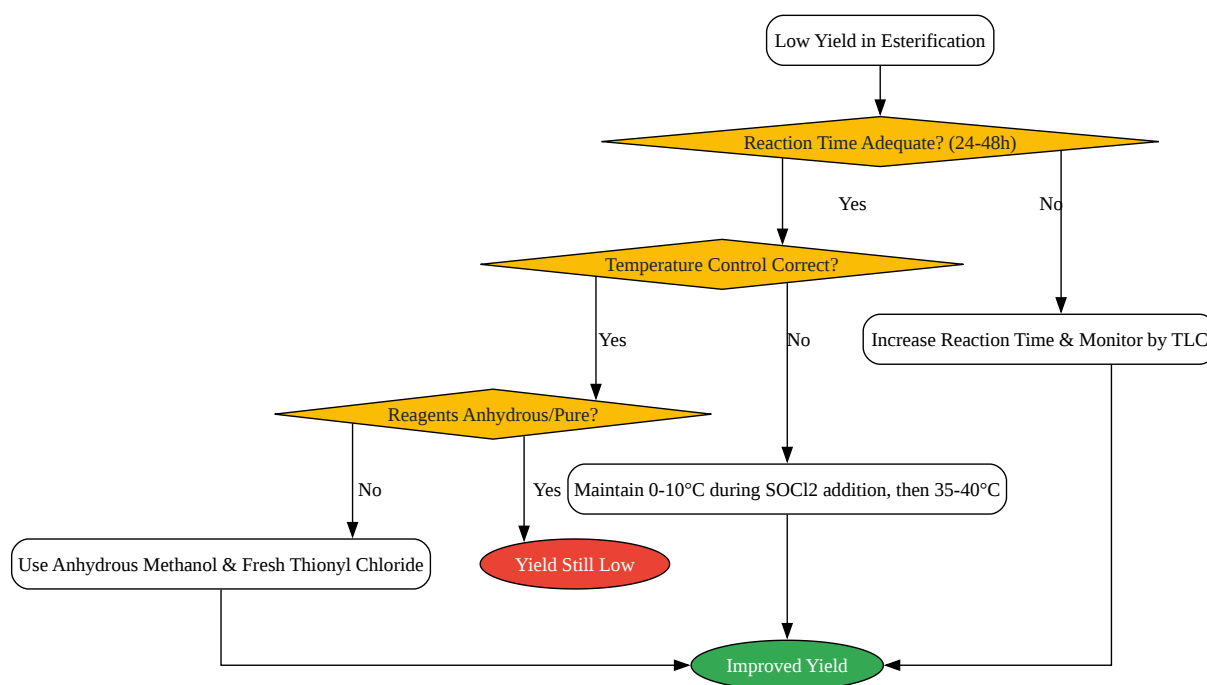 Low Yield in Esterification
Reaction Time Adequate? (24-48h)
Yes
No
Temperature Control Correct?
Yes
No
Increase Reaction Time & Monitor by TLC
Reagents Anhydrous/Pure?
No
Yes
Maintain 0-10°C during SOCl2 addition, then 35-40°C
Use Anhydrous Methanol & Fresh Thionyl Chloride
Yield Still Low
Improved Yield